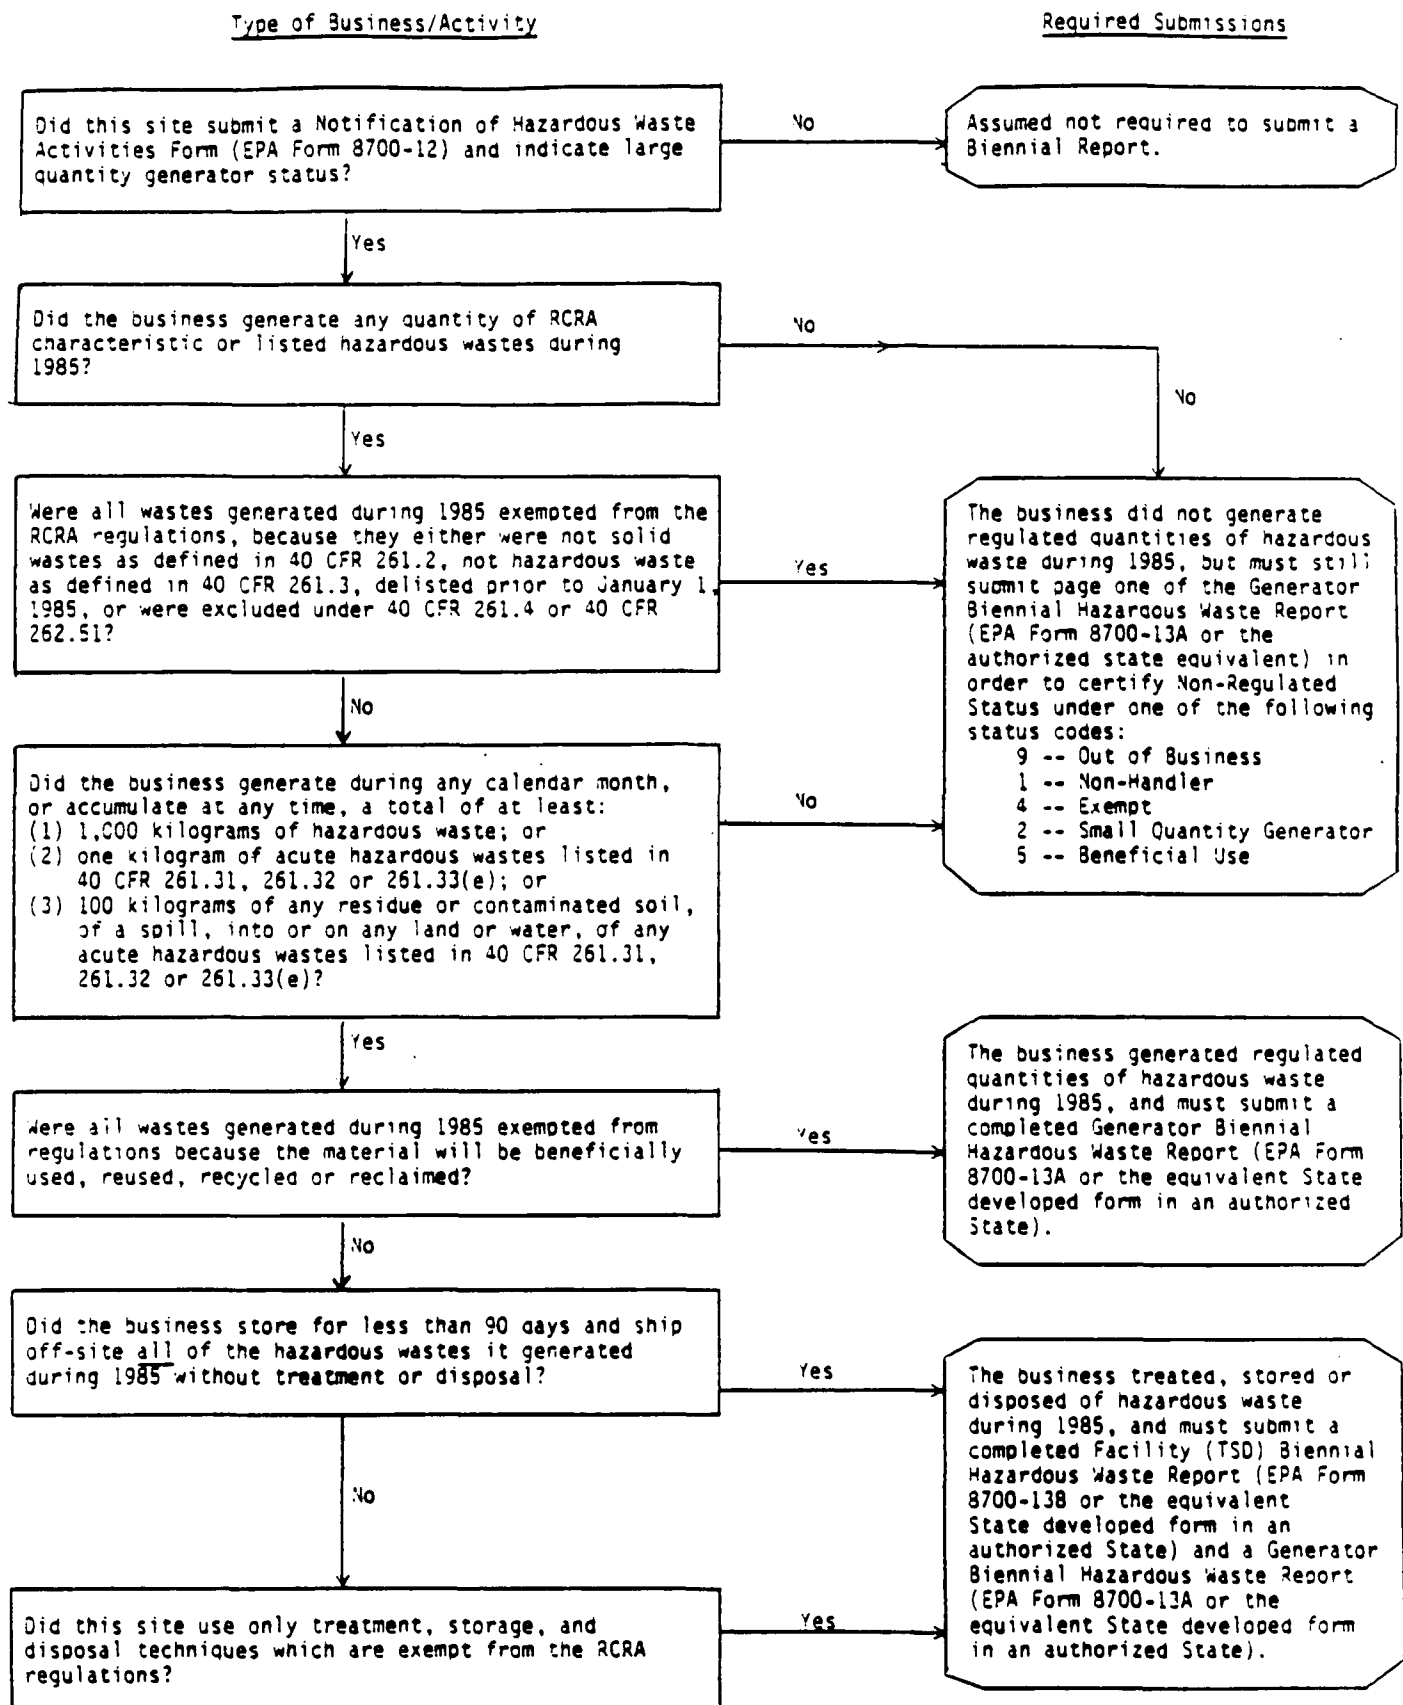 Type of Business/Activity
Required Submissions
Did this site submit a Notification of Hazardous Waste
Activities Form (EPA Form 8700-12) and indicate large
quantity generator status?
No
Assumed not required to submit a
Biennial Report.
Yes
Did the business generate any quantity of RCRA
characteristic or listed hazardous wastes during
1985?
No
No
Yes
Were all wastes generated during 1985 exempted from the
RCRA regulations, because they either were not solid
wastes as defined in 40 CFR 261.2, not hazardous waste
as defined in 40 CFR 261.3, delisted prior to January 1,
1985, or were excluded under 40 CFR 261.4 or 40 CFR
262.51?
Yes
The business did not generate
regulated quantities of hazardous
waste during 1985, but must still
submit page one of the Generator
Biennial Hazardous Waste Report
(EPA Form 8700-13A or the
authorized state equivalent) in
order to certify Non-Regulated
Status under one of the following
status codes:
9 -- Out of Business
1 -- Non-Handler
4 -- Exempt
2 -- Small Quantity Generator
5 -- Beneficial Use
No
Did the business generate during any calendar month,
or accumulate at any time, a total of at least:
(1) 1,000 kilograms of hazardous waste; or
(2) one kilogram of acute hazardous wastes listed in
40 CFR 261.31, 261.32 or 261.33(e); or
(3) 100 kilograms of any residue or contaminated soil,
of a spill, into or on any land or water, of any
acute hazardous wastes listed in 40 CFR 261.31,
261.32 or 261.33(e)?
No
Yes
Were all wastes generated during 1985 exempted from
regulations because the material will be beneficially
used, reused, recycled or reclaimed?
Yes
The business generated regulated
quantities of hazardous waste
during 1985, and must submit a
completed Generator Biennial
Hazardous Waste Report (EPA Form
8700-13A or the equivalent State
developed form in an authorized
State).
No
Did the business store for less than 90 days and ship
off-site all of the hazardous wastes it generated
during 1985 without treatment or disposal?
Yes
The business treated, stored or
disposed of hazardous waste
during 1985, and must submit a
completed Facility (TSD) Biennial
Hazardous Waste Report (EPA Form
8700-13B or the equivalent
State developed form in an
authorized State) and a Generator
Biennial Hazardous Waste Report
(EPA Form 8700-13A or the
equivalent State developed form
in an authorized State).
No
Did this site use only treatment, storage, and
disposal techniques which are exempt from the RCRA
regulations?
Yes